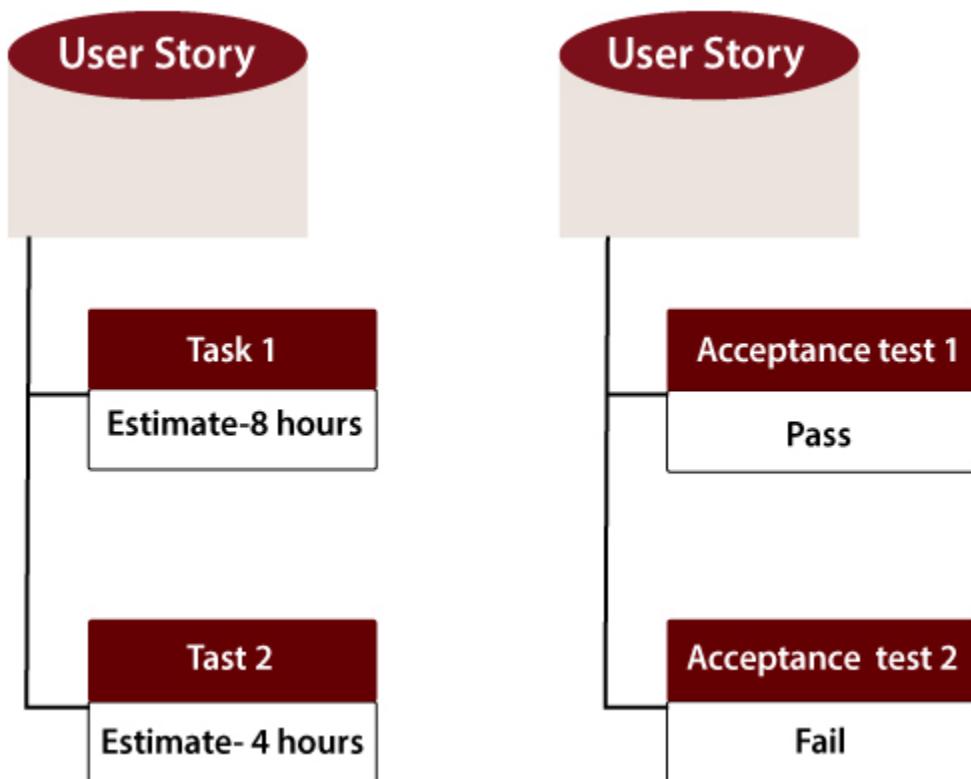 User Story
Task 1
Estimate-8 hours
Tast 2
Estimate- 4 hours
User Story
Acceptance test 1
Pass
Acceptance  test 2
Fail